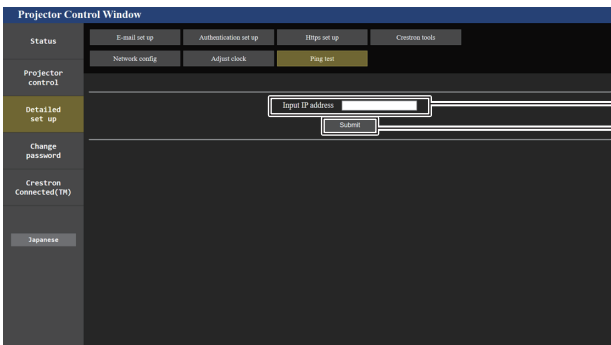 Projector Control Window
Status
E-mail set up
Authentication set up
Https set up
Crestron tools
Network config
Adjust clock
Ping test
Projector
control
Detailed
set up
Input IP address
Submit
Change
password
Crestron
Connected(TM)
Japanese